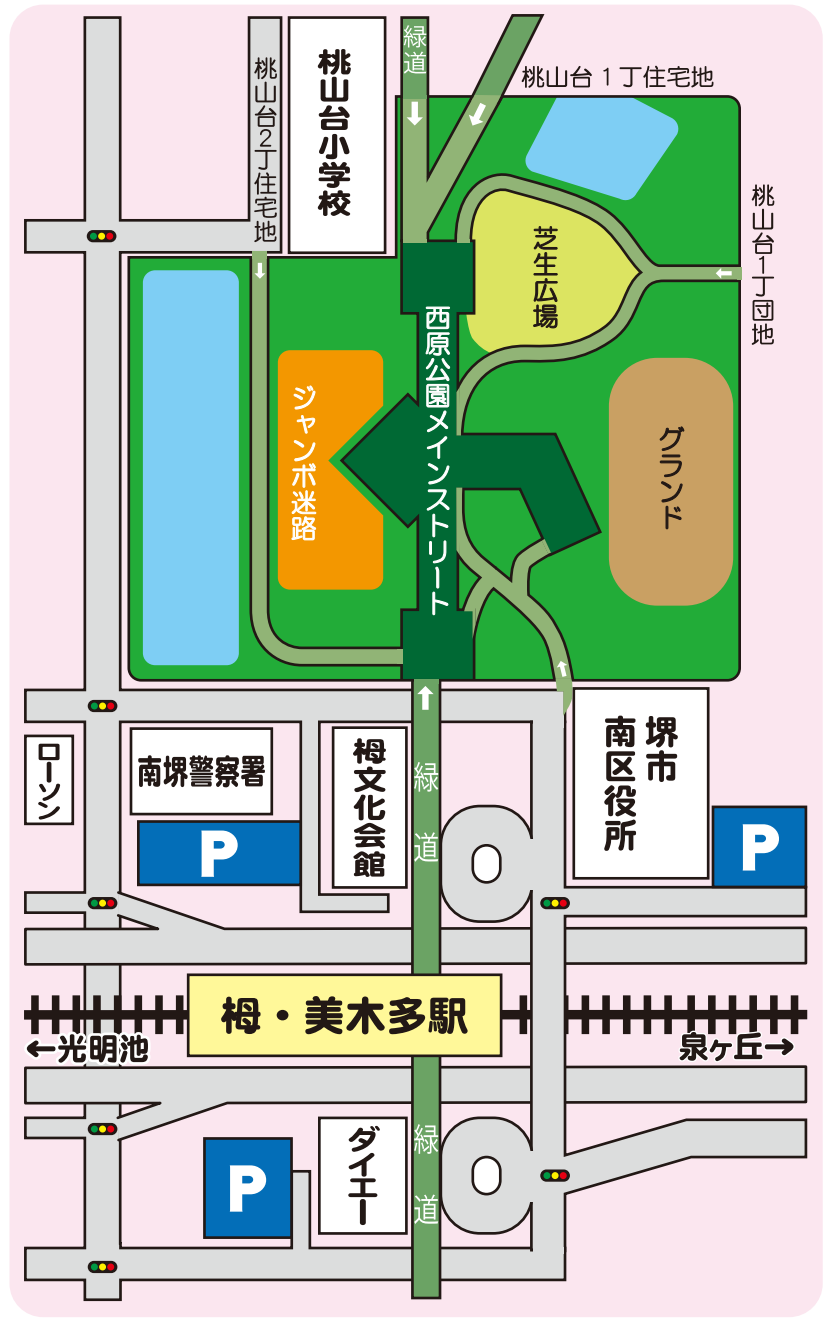 緑道
桃山台1丁住宅地
桃山台2丁住宅地
桃山台小学校
桃山台1丁団地
芝生広場
西原公園メインストリート
ジャンボ迷路
グランド
ローソン
南堺警察署
P
栂文化会館
緑道
堺市
南区役所
P
栂・美木多駅
←光明池
泉ヶ丘→
P
ダイエー
緑道